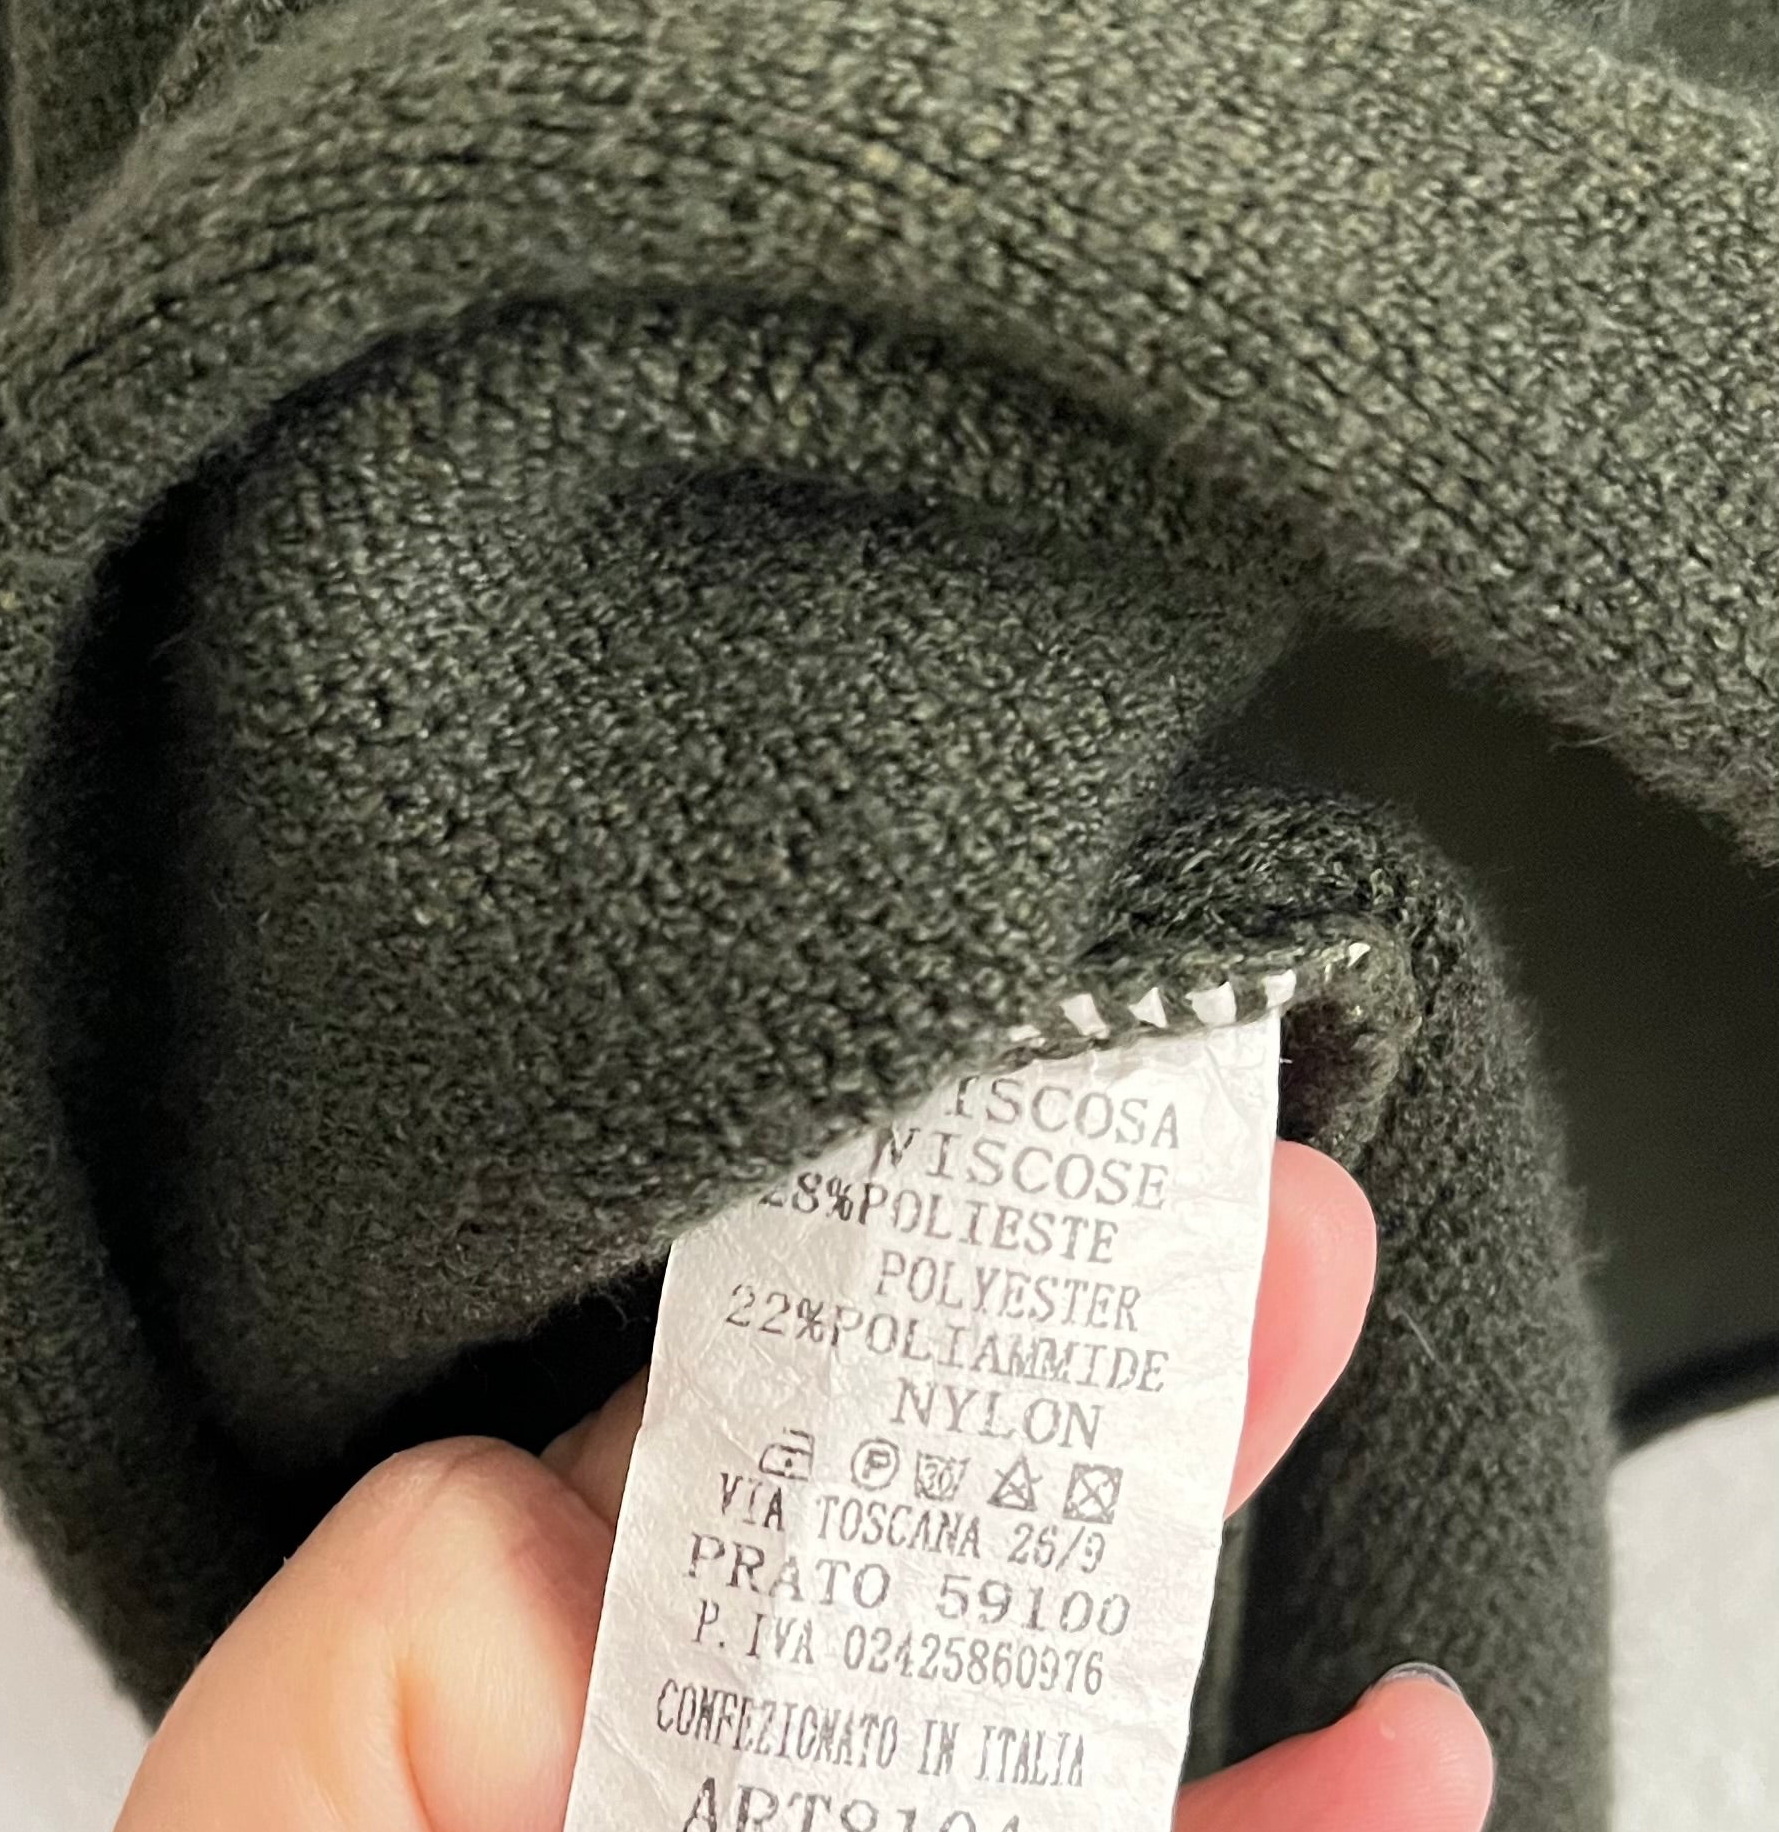 ISCOSA
VISCOSE
28%POLIESTE
POLYESTER
22%POLIAMMIDE
NYLON
P 30
VIA TOSCANA 26/9
PRATO 59100
P. IVA 02425860976
CONFEZIONATO IN ITALIA